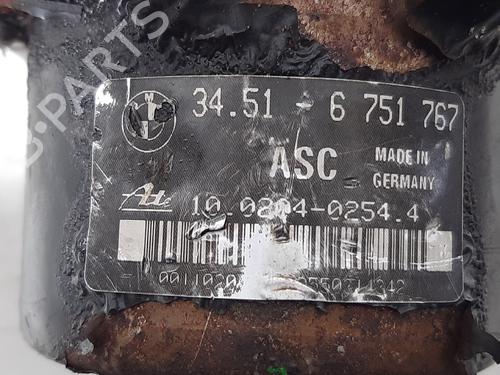 34.51 - 6 751 767
ASC
MADE IN
GERMANY
Ate
10.0204-0254.4
B-PARTS